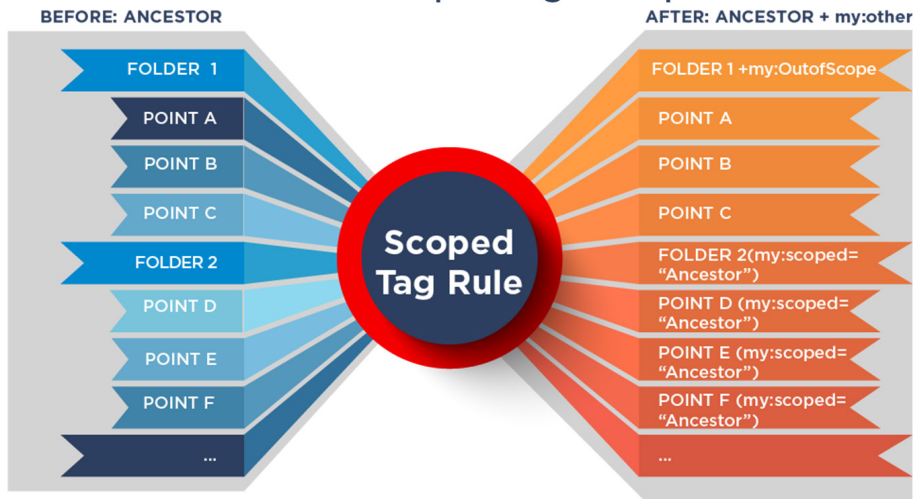 BEFORE: ANCESTOR
AFTER: ANCESTOR + my:other
FOLDER 1
POINT A
POINT B
POINT C
FOLDER 2
POINT D
POINT E
POINT F
...
Scoped
Tag Rule
FOLDER 1 +my:OutofScope
POINT A
POINT B
POINT C
FOLDER 2(my:scoped=
“Ancestor”)
POINT D (my:scoped=
“Ancestor”)
POINT E (my:scoped=
“Ancestor”)
POINT F (my:scoped=
“Ancestor”)
...